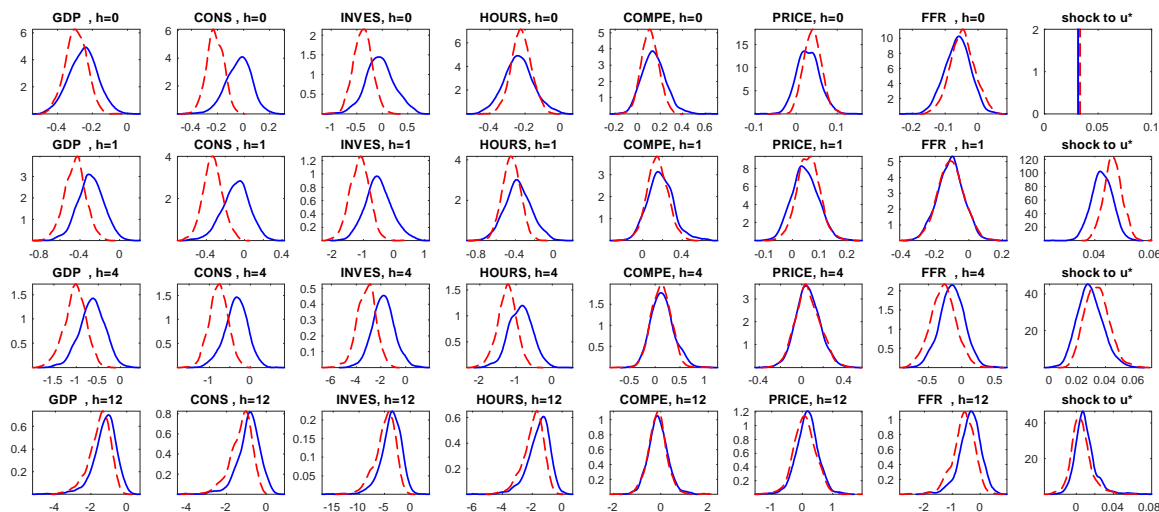 GDP , h=0
6
4
2
-0.4 -0.2 0
CONS , h=0
6
4
2
-0.4 -0.2 0 0.2
INVES, h=0
2
1.5
1
0.5
-1 -0.5 0 0.5
HOURS, h=0
6
4
2
-0.6 -0.4 -0.2 0
COMPE, h=0
5
4
3
2
1
-0.2 0 0.2 0.4 0.6
PRICE, h=0
15
10
5
-0.1 0 0.1
FFR , h=0
10
8
6
4
2
-0.2 -0.1 0
shock to u*
2
1
0
0 0.05 0.1
GDP , h=1
4
3
2
1
-0.8 -0.4 0
CONS , h=1
4
2
-0.6 -0.3 0 0.3
INVES, h=1
1.2
1
0.8
0.6
0.4
0.2
-2 -1 0 1
HOURS, h=1
4
2
-0.8 -0.4 0
COMPE, h=1
4
3
2
1
0 0.4
PRICE, h=1
8
6
4
2
-0.1 0 0.1 0.2
FFR , h=1
5
4
3
2
1
-0.4 -0.2 0 0.2
shock to u*
120
100
80
60
40
20
0.02 0.04 0.06
GDP , h=4
1.5
1
0.5
-1.5 -1 -0.5 0
CONS , h=4
1.5
1
0.5
-1 0
INVES, h=4
0.5
0.4
0.3
0.2
0.1
-6 -4 -2 0
HOURS, h=4
1.5
1
0.5
-2 -1 0
COMPE, h=4
1.5
1
0.5
-0.5 0 0.5 1
PRICE, h=4
3
2
1
-0.4 0 0.4
FFR , h=4
2
1.5
1
0.5
-0.5 0 0.5
shock to u*
40
20
0 0.02 0.04 0.06
GDP , h=12
0.6
0.4
0.2
-5 -4 -3 -2 -1 0
CONS , h=12
0.8
0.6
0.4
0.2
-4 -2 0
INVES, h=12
0.2
0.15
0.1
0.05
-15 -10 -5 0
HOURS, h=12
0.6
0.4
0.2
-6 -4 -2 0
COMPE, h=12
1
0.8
0.6
0.4
0.2
-2 0 2
PRICE, h=12
1.2
1
0.8
0.6
0.4
0.2
-1 0 1
FFR , h=12
1
0.8
0.6
0.4
0.2
-3 -2 -1 0
shock to u*
40
20
0 0.04 0.08